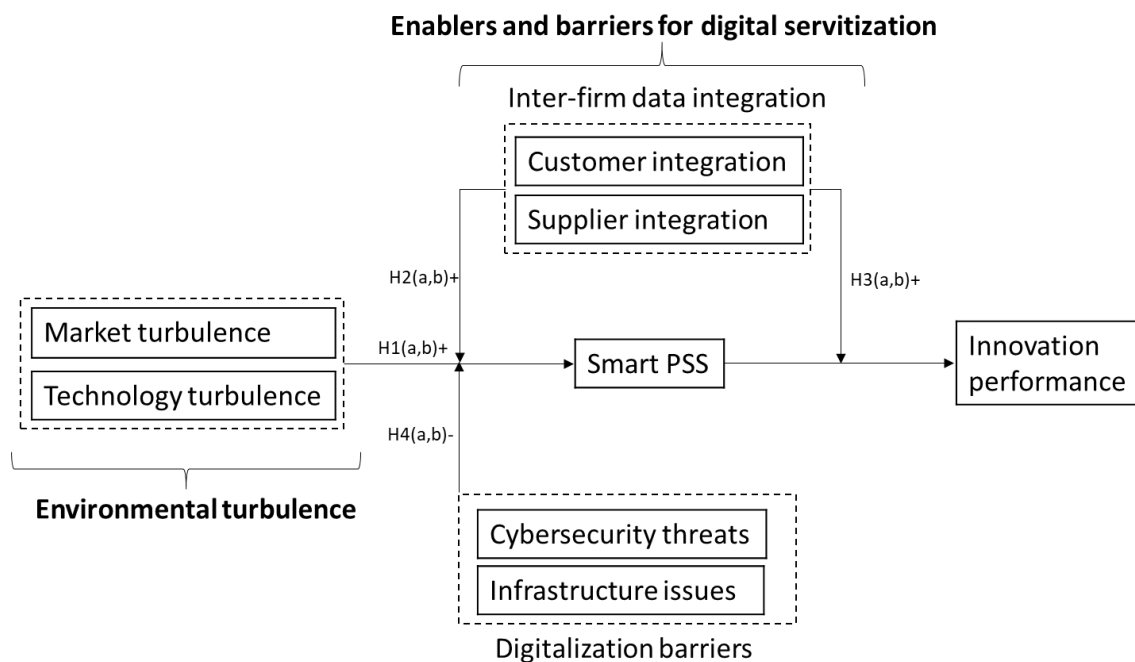 Enablers and barriers for digital servitization
Inter-firm data integration
Customer integration
Supplier integration
H2(a,b)+
H3(a,b)+
Market turbulence
Technology turbulence
H1(a,b)+
Smart PSS
Innovation
performance
H4(a,b)-
Environmental turbulence
Cybersecurity threats
Infrastructure issues
Digitalization barriers